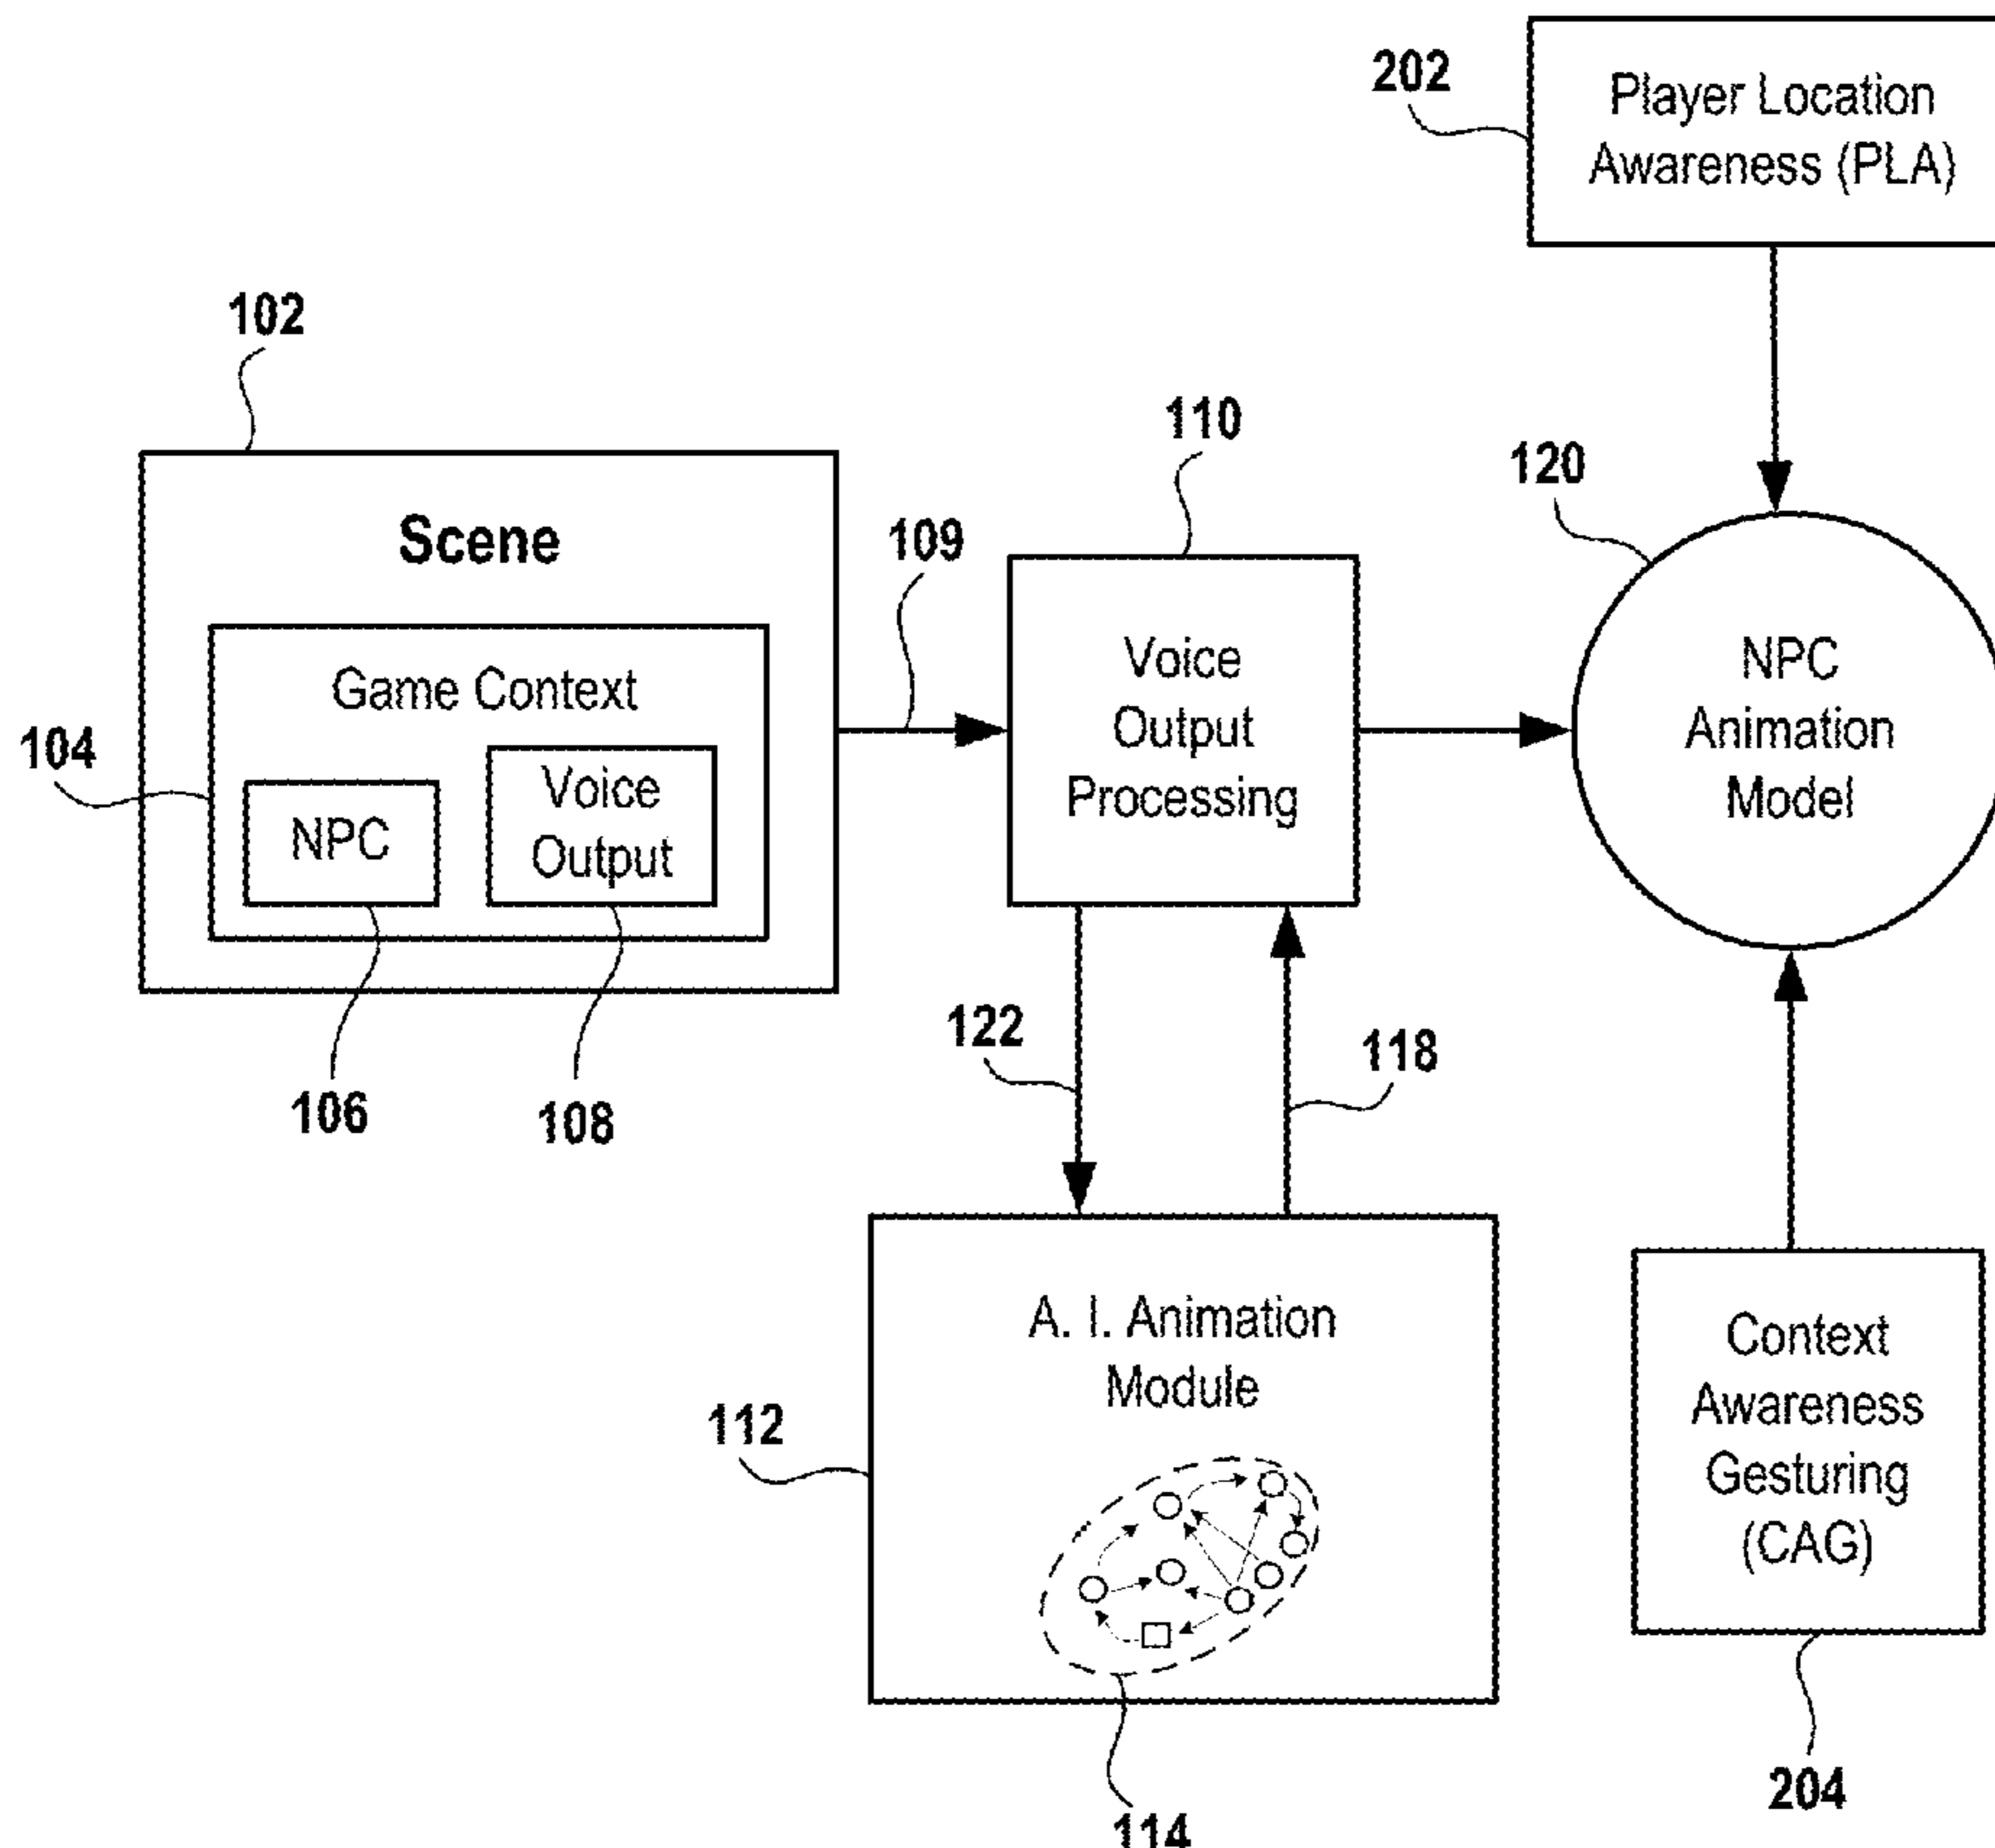 202
Player Location
Awareness (PLA)
102
110
120
Scene
109
Game Context
104
NPC
Voice
Output
Voice
Output
Processing
NPC
Animation
Model
106
108
122
118
A. I. Animation
Module
112
114
Context
Awareness
Gesturing
(CAG)
204